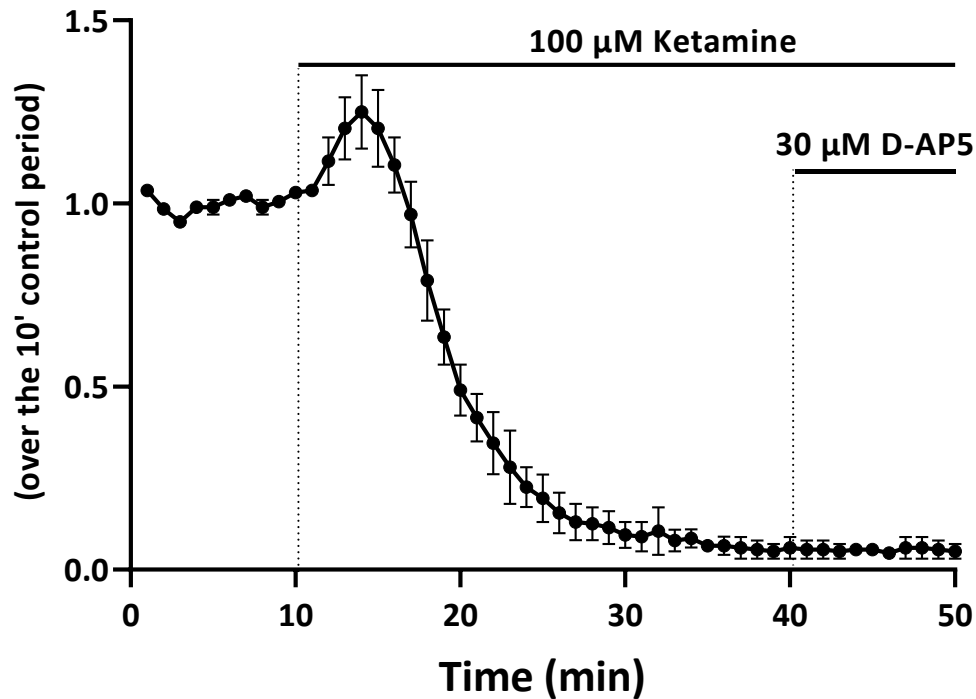 1.5
100 µM Ketamine
30 µM D-AP5
1.0
0.5
0.0
(over the 10' control period)
0 10 20 30 40 50
Time (min)